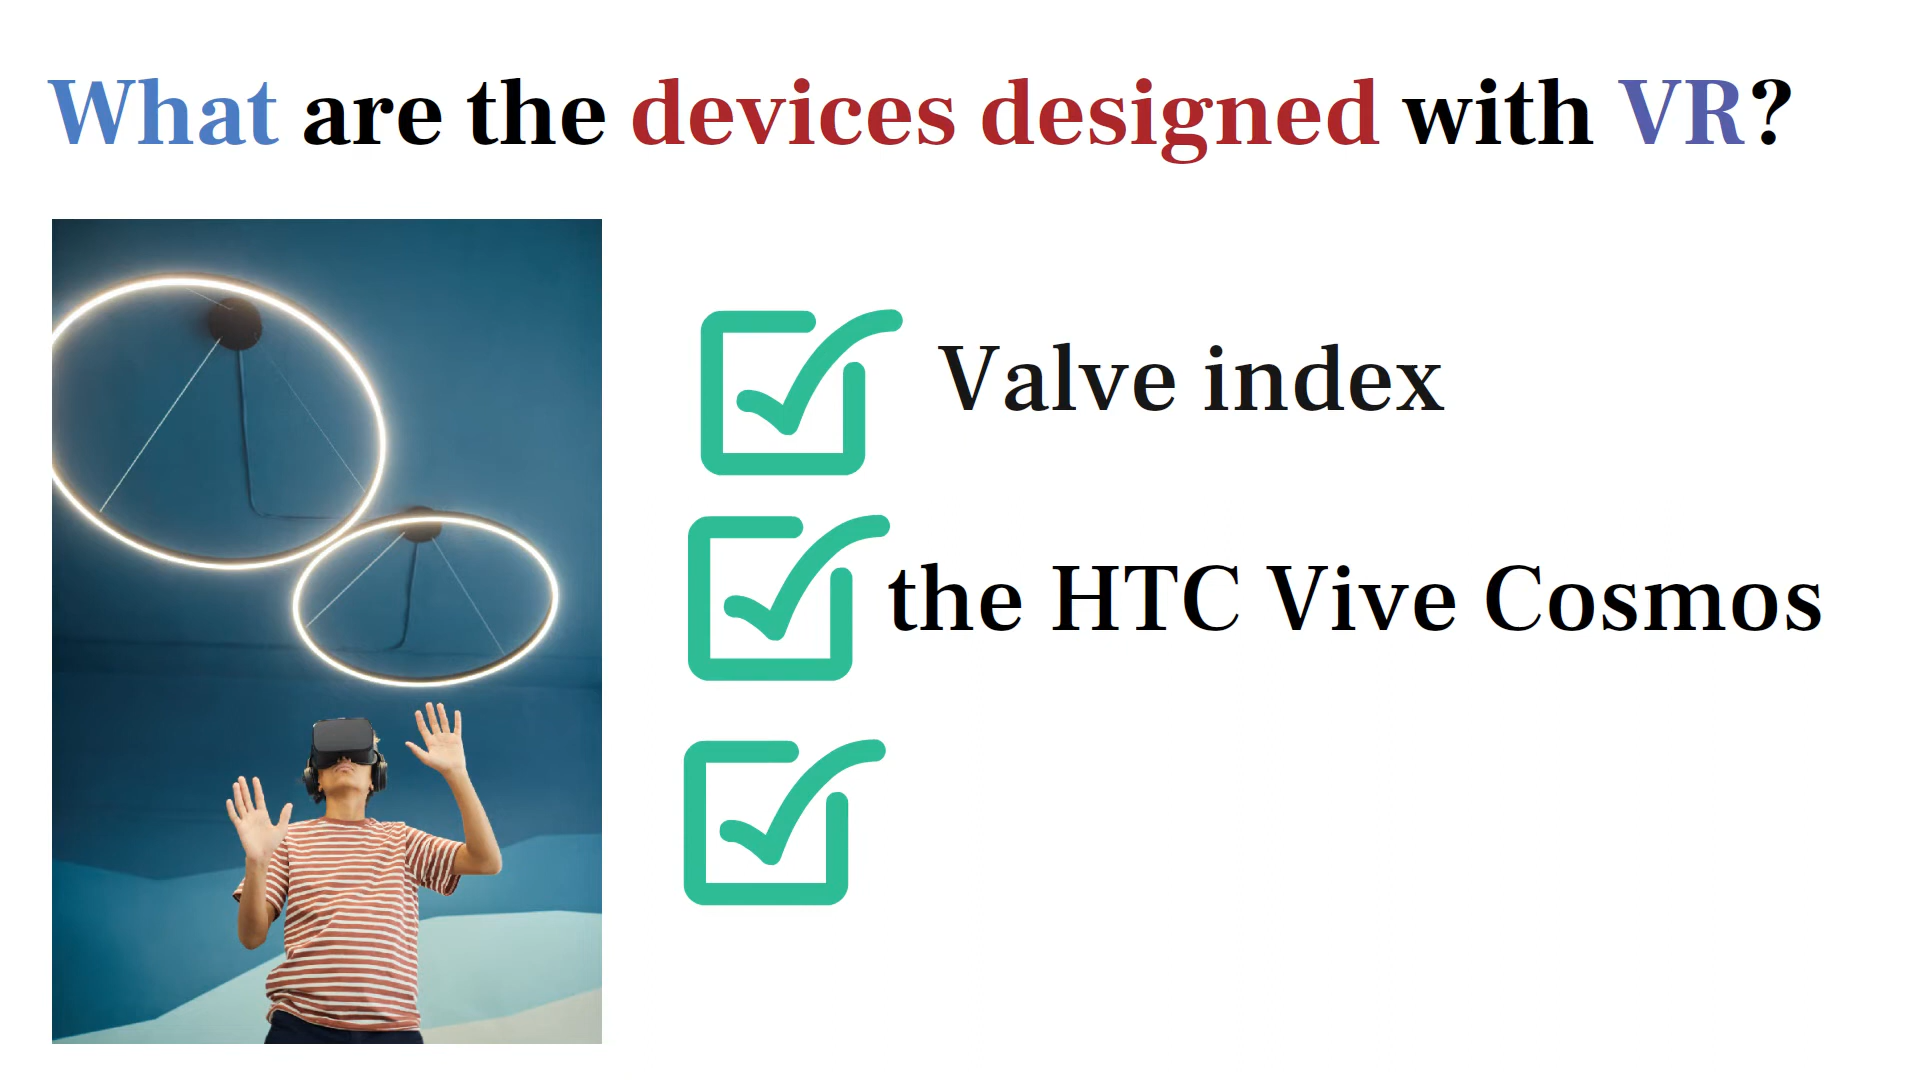 What are the devices designed with VR?
Valve index
the HTC Vive Cosmos